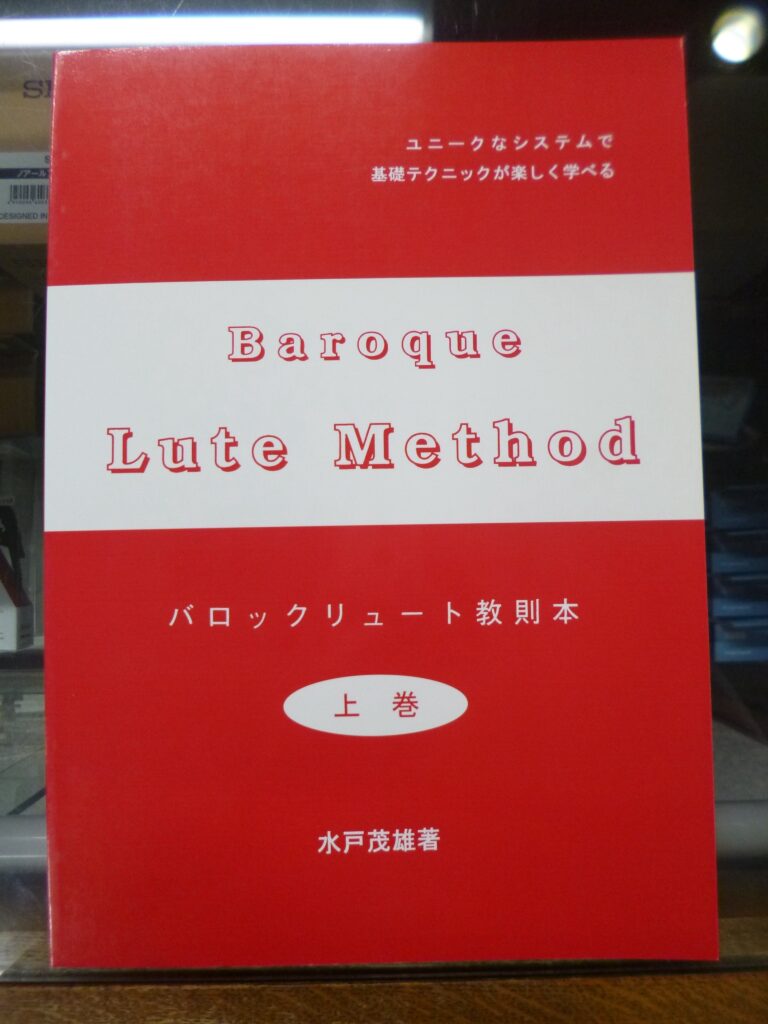 ユニークなシステムで
基礎テクニックが楽しく学べる
Baroque
Lute Method
バロックリュート教則本
上巻
水戸茂雄著
DESIGNED IN